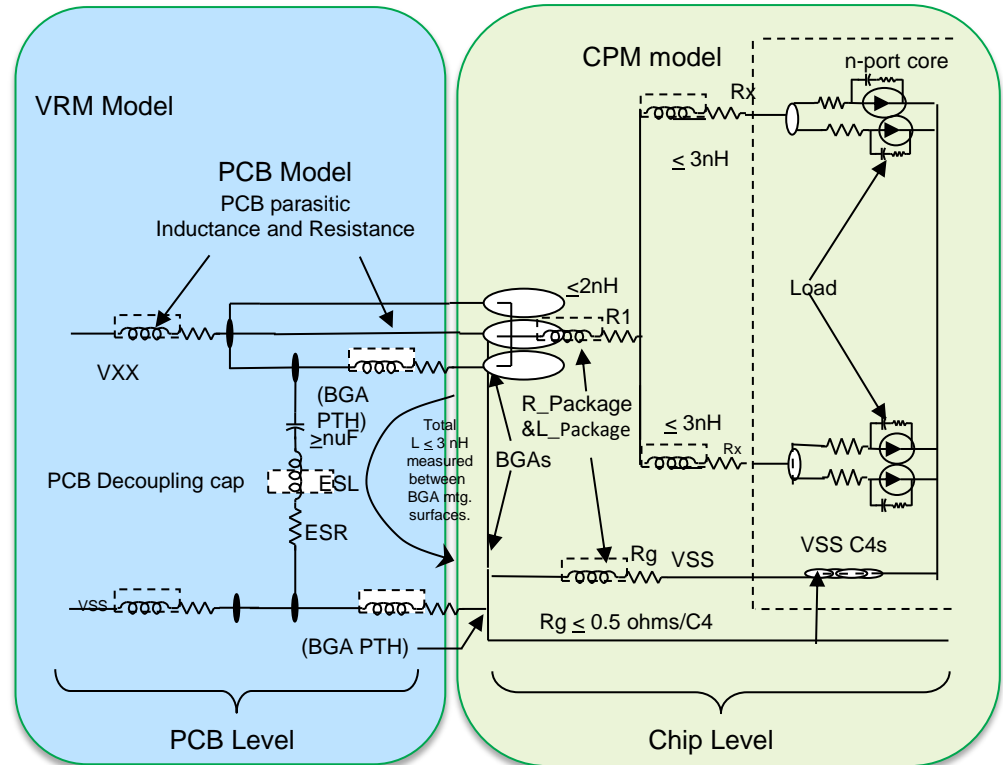 VRM Model
PCB Model
PCB parasitic
Inductance and Resistance
VXX
(BGA
PTH)
≥nuF
PCB Decoupling cap
ESL
ESR
Total
L ≤ 3 nH
measured
between
BGA mtg.
surfaces.
VSS
(BGA PTH)
PCB Level
CPM model
n-port core
Rx
≤ 3nH
Load
≤2nH
R1
R_Package
&L_Package
BGAs
≤ 3nH
Rx
VSS C4s
Rg
VSS
Rg ≤ 0.5 ohms/C4
Chip Level